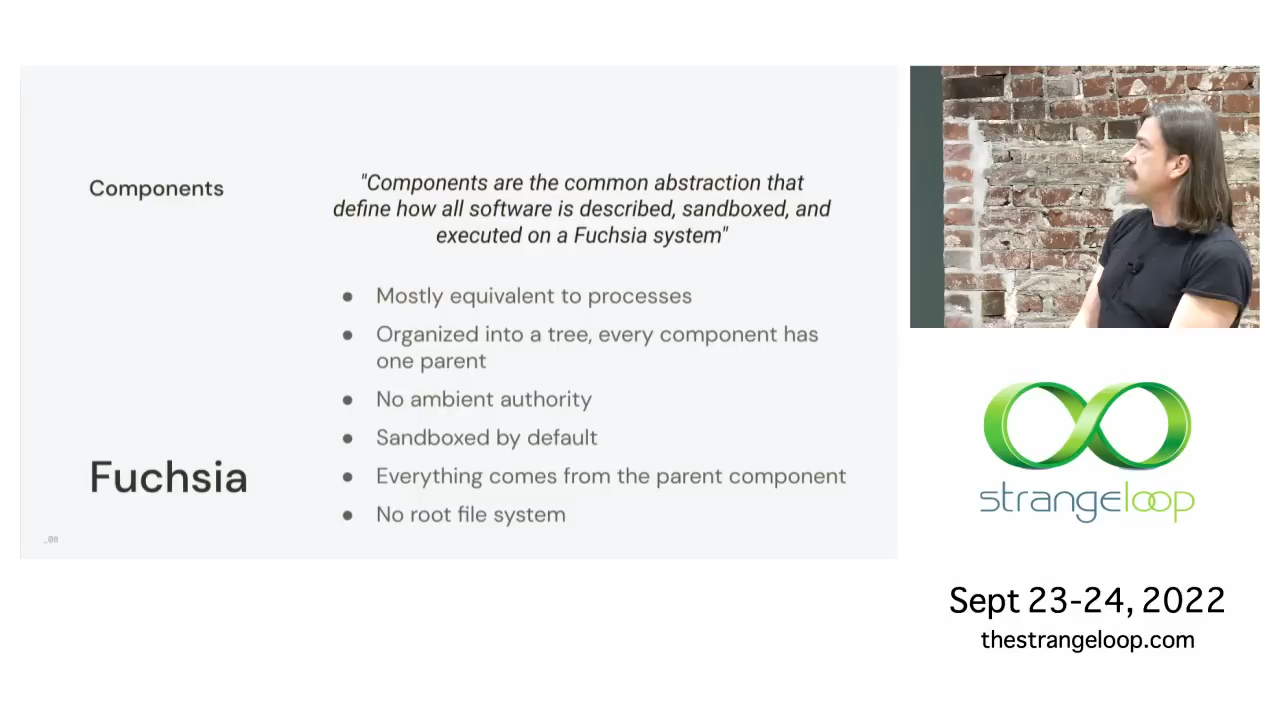 Components
"Components are the common abstraction that
define how all software is described, sandboxed, and
executed on a Fuchsia system"
● Mostly equivalent to processes
● Organized into a tree, every component has
one parent
● No ambient authority
● Sandboxed by default
● Everything comes from the parent component
● No root file system
Fuchsia
_08
strangeloop
Sept 23-24, 2022
thestrangeloop.com